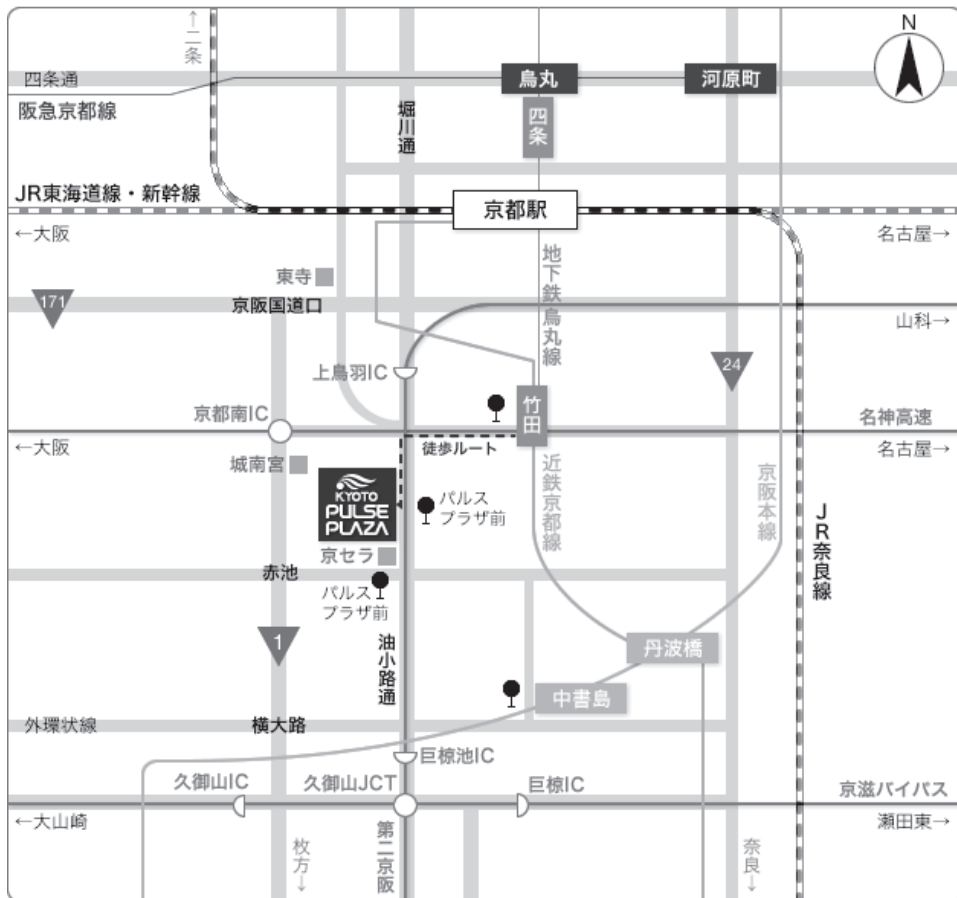 ↑二条
N
四条通
烏丸
河原町
阪急京都線
堀川通
四条
JR東海道線・新幹線
京都駅
←大阪
名古屋→
東寺
地下鉄烏丸線
171
京阪国道口
山科→
上鳥羽IC
24
京都南IC
竹田
名神高速
←大阪
徒歩ルート
名古屋→
城南宮
近鉄京都線
京阪本線
KYOTO
PULSE
PLAZA
パルス
プラザ前
JR奈良線
京セラ
赤池
パルス
プラザ前
1
油小路通
丹波橋
中書島
外環状線
横大路
巨椋池IC
久御山IC
久御山JCT
巨椋IC
京滋バイパス
←大山崎
瀬田東→
第二京阪
枚方↓
奈良↓